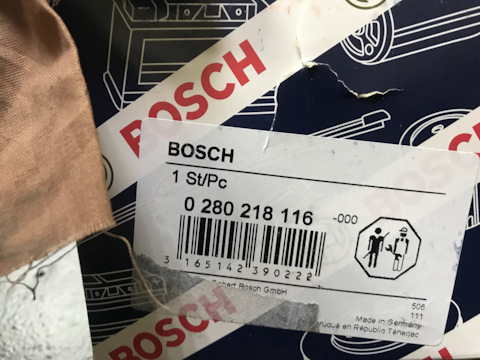 BOSCH
BOSCH
1 St/Pc
0 280 218 116 -000
3 165142 390222
Robert Bosch GmbH
506
111
Made in Germany
BOSCH
BOSCH